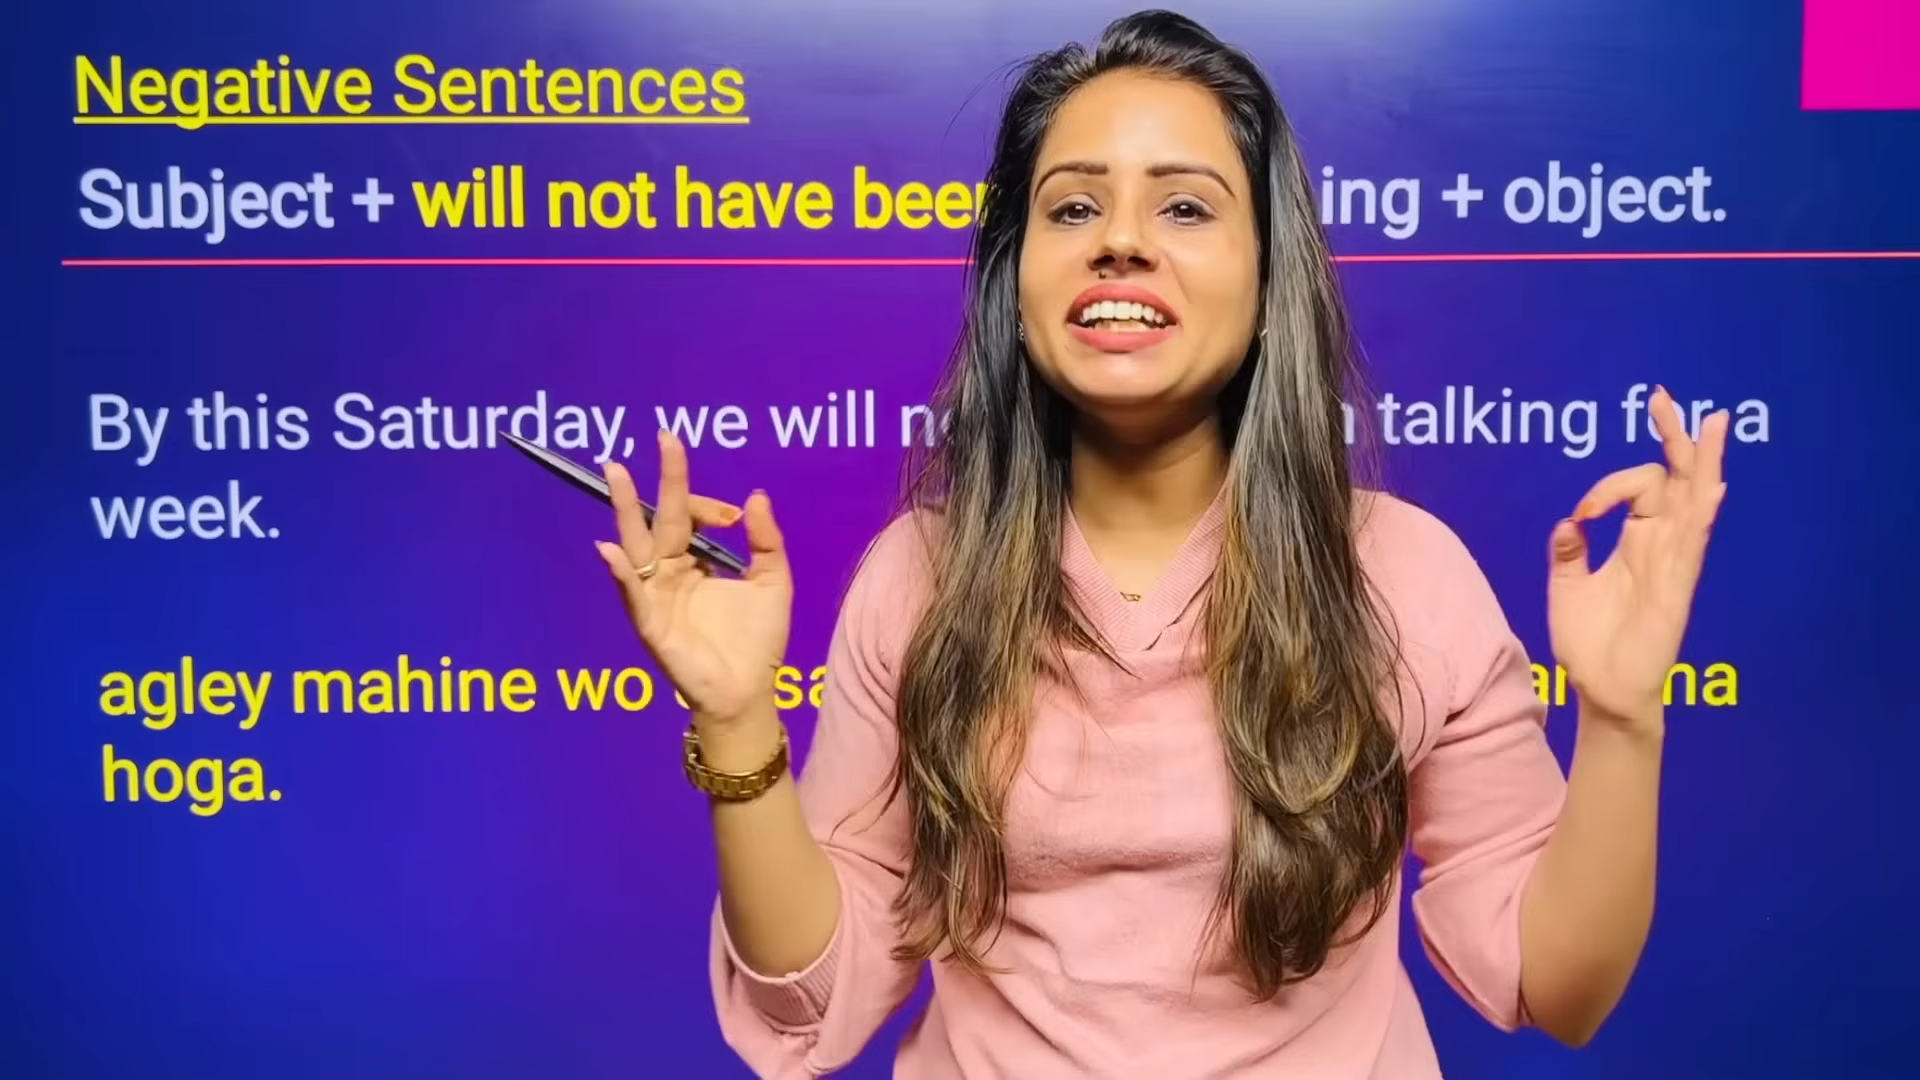 Negative Sentences
Subject + will not have been ing + object.
By this Saturday, we will talking for a
week.
agley mahine wo
hoga.